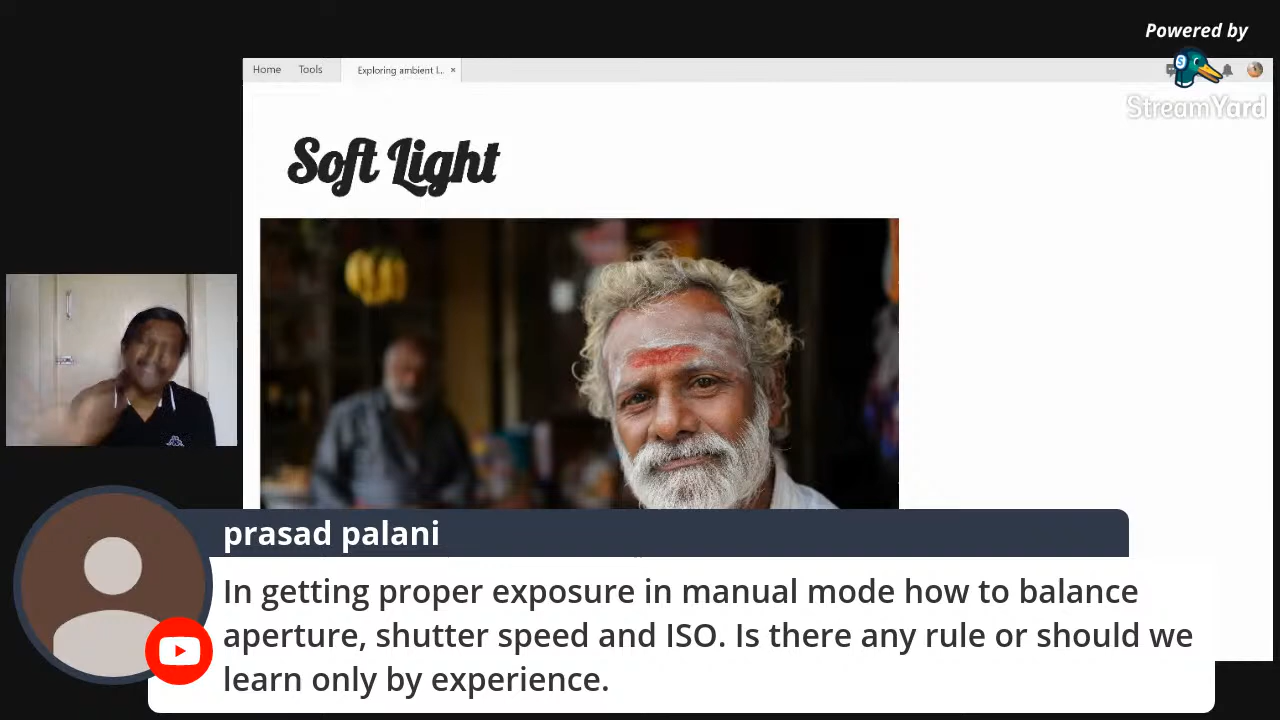 Powered by
StreamYard
Home Tools Exploring ambient l... ×
Soft Light
prasad palani
In getting proper exposure in manual mode how to balance
aperture, shutter speed and ISO. Is there any rule or should we
learn only by experience.